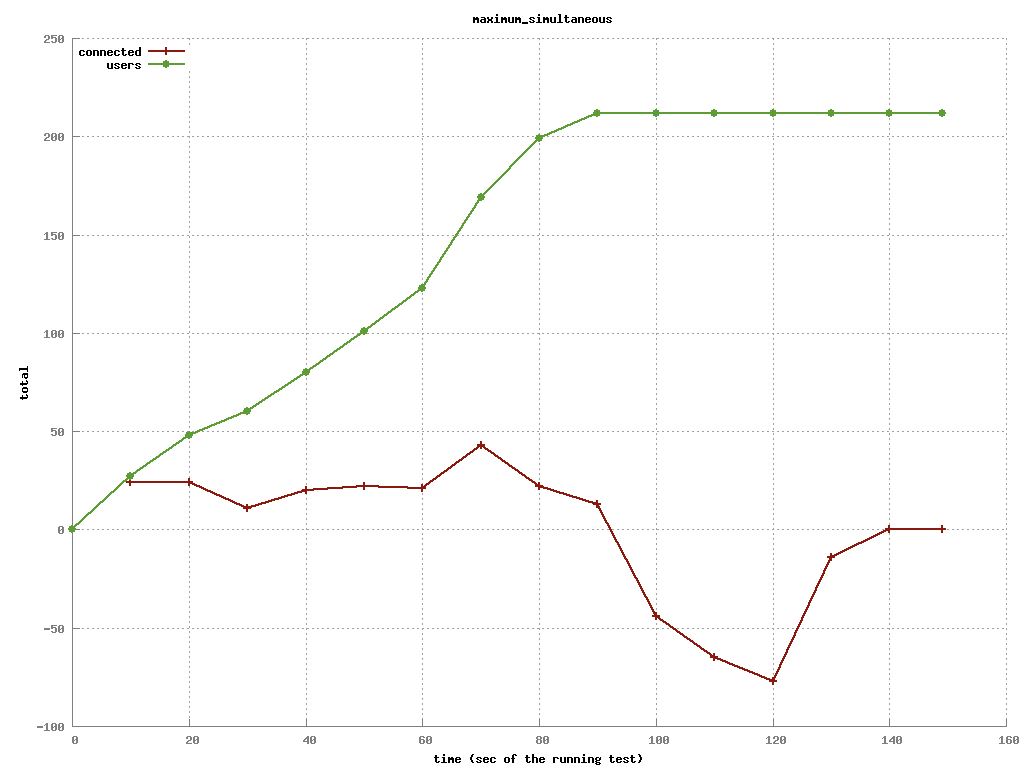 maximum_simultaneous
connected
users
250
200
150
100
50
0
-50
-100
total
0 20 40 60 80 100 120 140 160
time (sec of the running test)